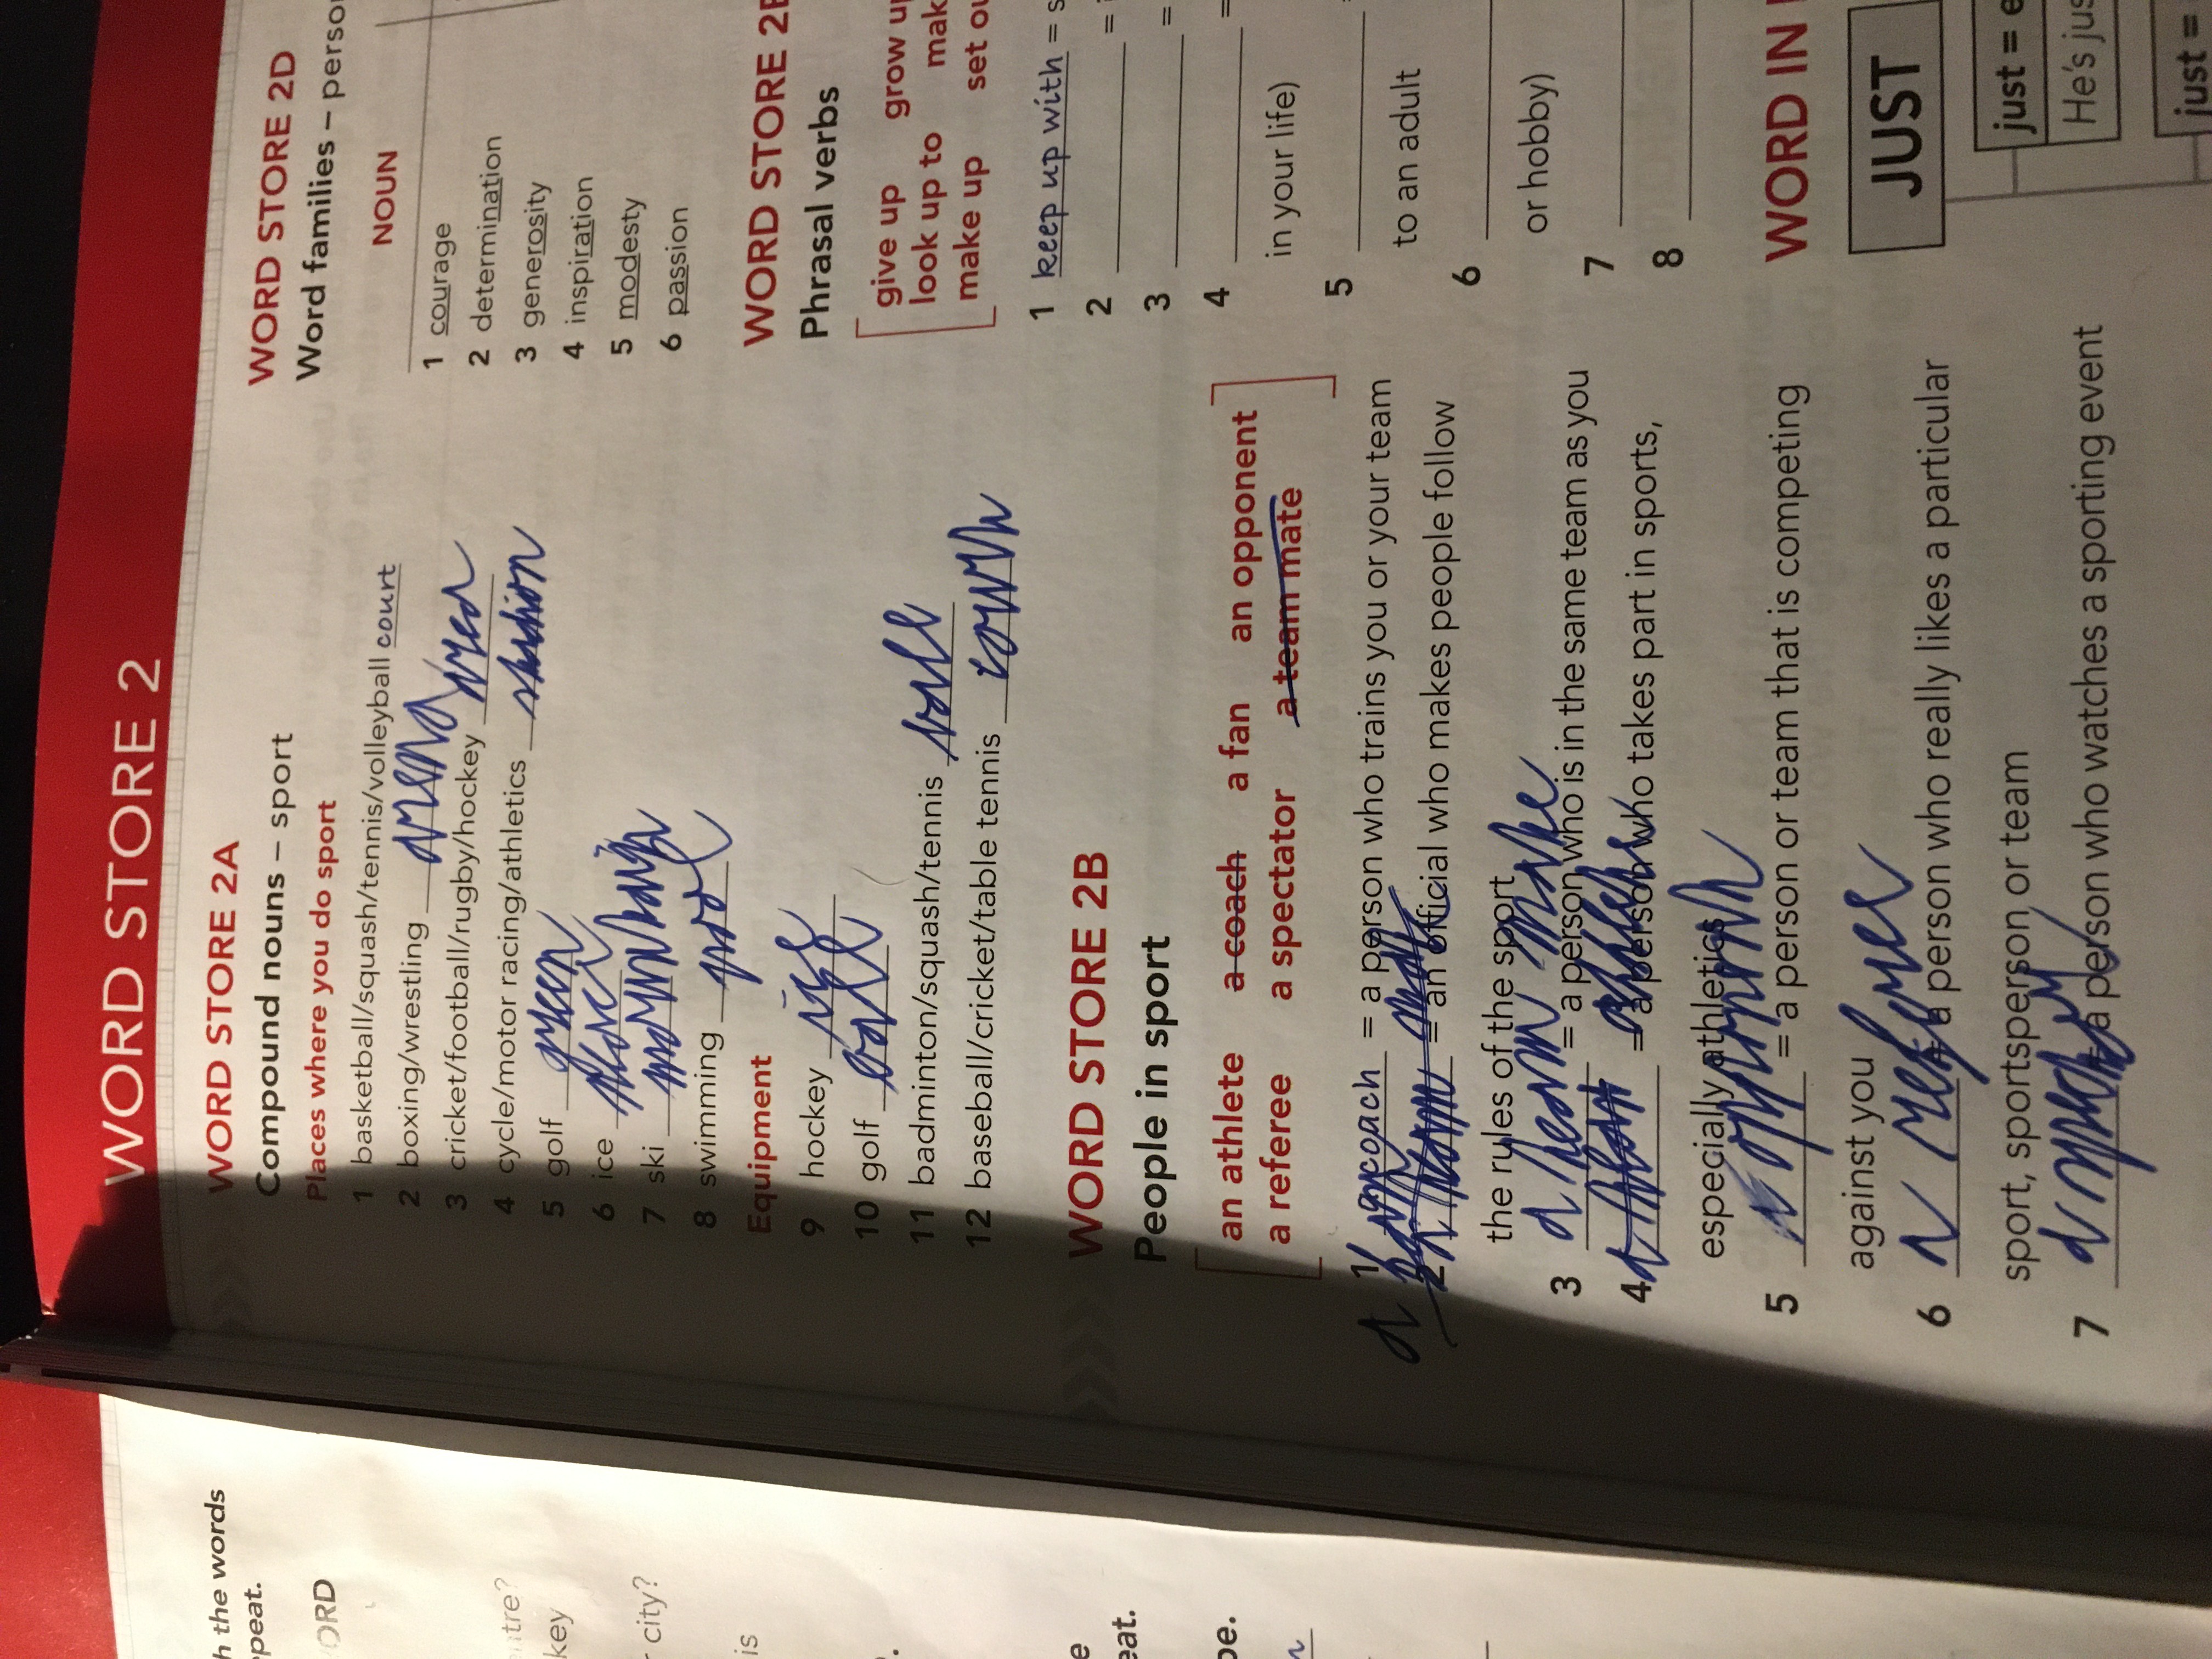 h the words
epeat.
ORD
ntre?
key
r city?
is
e
eat.
be.
WORD STORE 2
WORD STORE 2A
Compound nouns – sport
Places where you do sport
1 basketball/squash/tennis/volleyball court
2 boxing/wrestling arena
3 cricket/football/rugby/hockey
4 cycle/motor racing/athletics
5 golf green
6 ice
7 ski
8 swimming pool
Equipment
9 hockey ice
10 golf ball
11 badminton/squash/tennis ball
12 baseball/cricket/table tennis
WORD STORE 2B
People in sport
an athlete a coach a fan an opponent
a referee a spectator a team mate
1 a coach = a person who trains you or your team
a fan
2 a team mate = an official who makes people follow
the rules of the sport
3 a team mate = a person who is in the same team as you
4 a athlete = a person who takes part in sports,
especially athletics
5 opponent = a person or team that is competing
against you
6 a = a person who really likes a particular
sport, sportsperson or team
7 a = a person who watches a sporting event
WORD STORE 2D
Word families – perso
NOUN
1 courage
2 determination
3 generosity
4 inspiration
5 modesty
6 passion
WORD STORE 2E
Phrasal verbs
give up grow u
look up to mak
make up set ou
1 keep up with = s
2 =
3 =
4 =
in your life)
5
to an adult
6
or hobby)
7
8
WORD IN
JUST
just = e
He's jus
just =